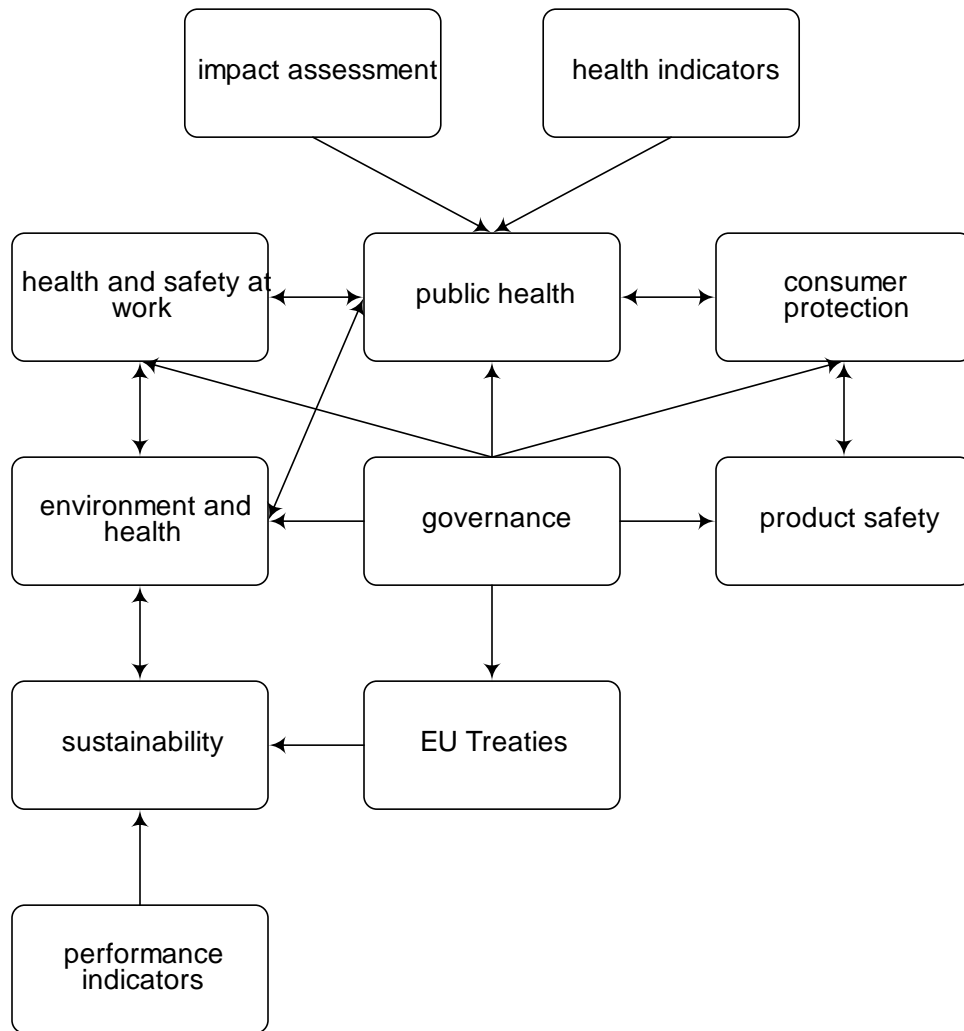 impact assessment
health indicators
health and safety at
work
public health
consumer
protection
environment and
health
governance
product safety
sustainability
EU Treaties
performance
indicators